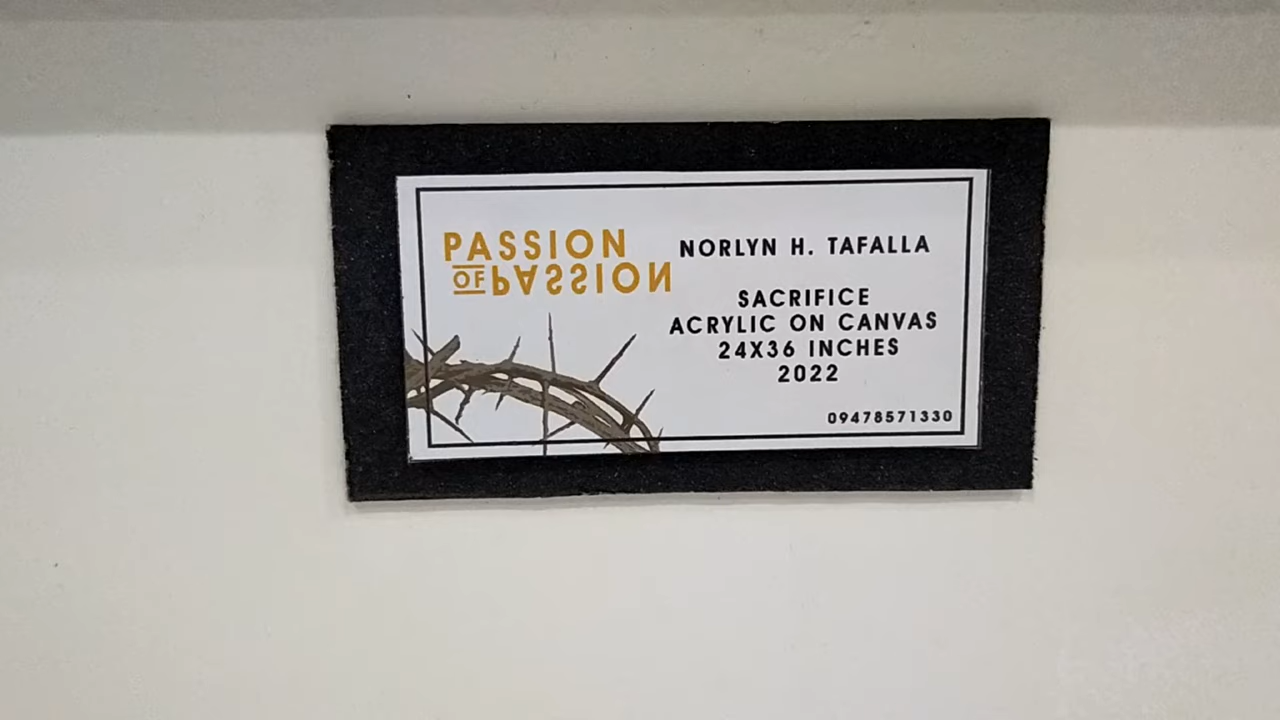 PASSION
OF PASSION
NORLYN H. TAFALLA
SACRIFICE
ACRYLIC ON CANVAS
24X36 INCHES
2022
09478571330